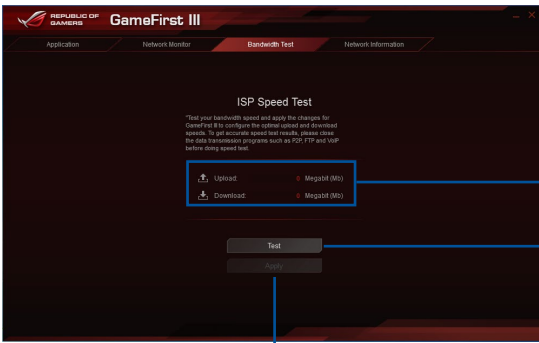 REPUBLIC OF
GAMERS
GameFirst III
Application
Network Monitor
Bandwidth Test
Network Information
ISP Speed Test
*Test your bandwidth speed and apply the changes for
GameFirst III to configure the optimal upload and download
speeds. To get accurate speed test results, please close
the data transmission programs such as P2P, FTP and VoIP
before doing speed test.
Upload: 0 Megabit (Mb)
Download: 0 Megabit (Mb)
Test
Apply